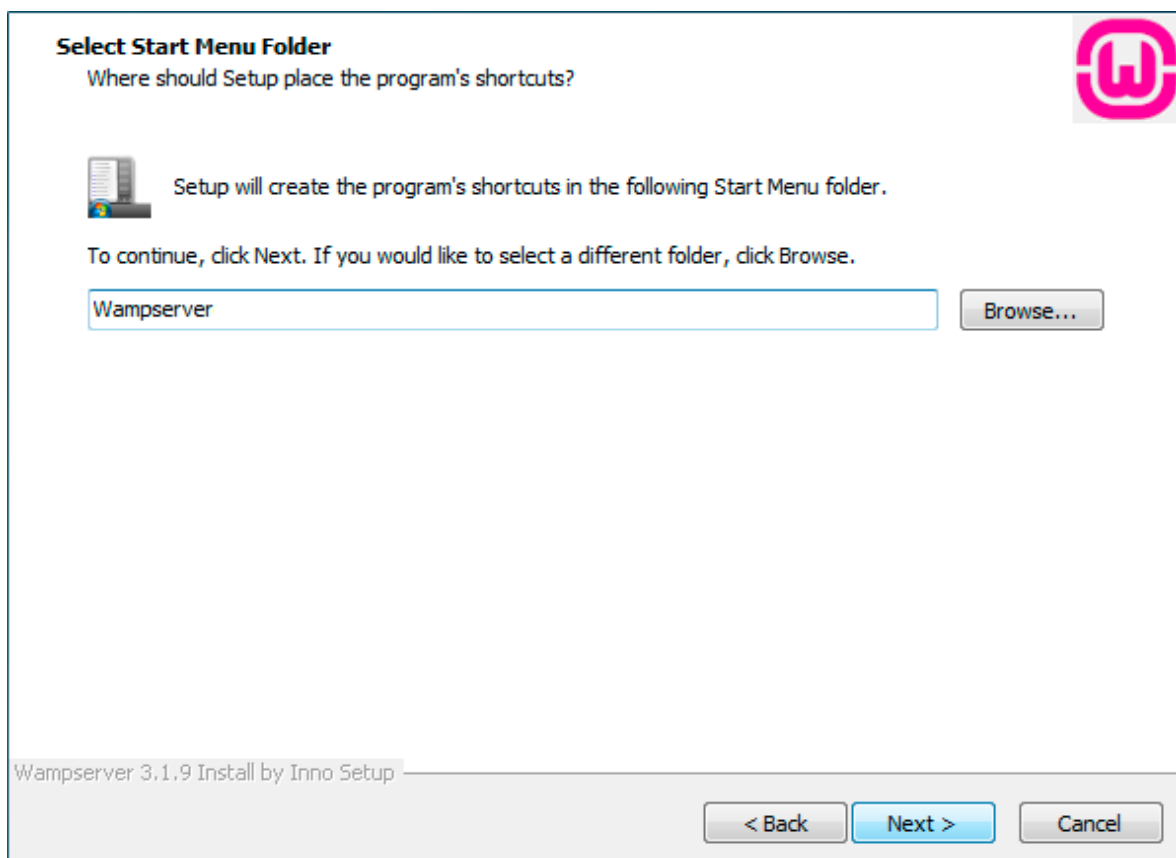 Select Start Menu Folder
Where should Setup place the program's shortcuts?
Setup will create the program's shortcuts in the following Start Menu folder.
To continue, click Next. If you would like to select a different folder, click Browse.
Wampserver
Browse...
Wampserver 3.1.9 Install by Inno Setup
< Back
Next >
Cancel